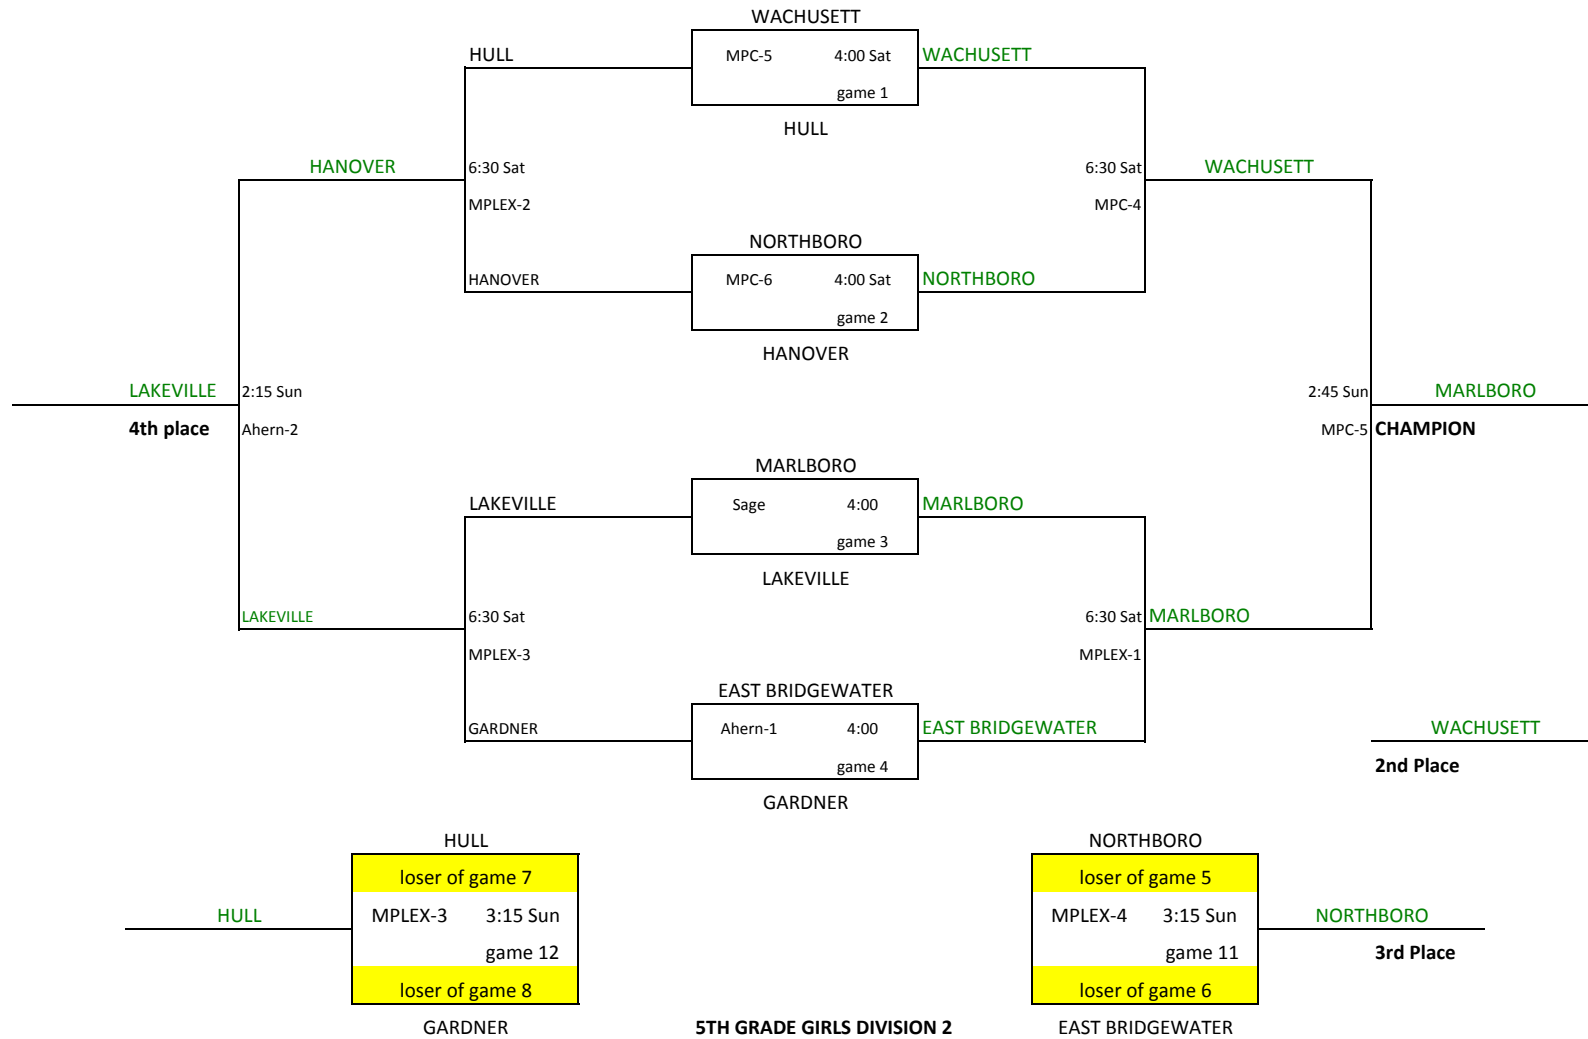 WACHUSETT
HULL
MPC-5 4:00 Sat
WACHUSETT
game 1
HULL
HANOVER
6:30 Sat
6:30 Sat
WACHUSETT
MPLEX-2
MPC-4
NORTHBORO
HANOVER
MPC-6 4:00 Sat
NORTHBORO
game 2
HANOVER
LAKEVILLE
2:15 Sun
2:45 Sun
MARLBORO
4th place
Ahern-2
MPC-5
CHAMPION
MARLBORO
LAKEVILLE
Sage 4:00
MARLBORO
game 3
LAKEVILLE
LAKEVILLE
6:30 Sat
6:30 Sat
MARLBORO
MPLEX-3
MPLEX-1
EAST BRIDGEWATER
GARDNER
Ahern-1 4:00
EAST BRIDGEWATER
WACHUSETT
game 4
2nd Place
GARDNER
HULL
NORTHBORO
loser of game 7
loser of game 5
HULL
MPLEX-3 3:15 Sun
MPLEX-4 3:15 Sun
NORTHBORO
game 12
game 11
3rd Place
loser of game 8
loser of game 6
GARDNER
5TH GRADE GIRLS DIVISION 2
EAST BRIDGEWATER